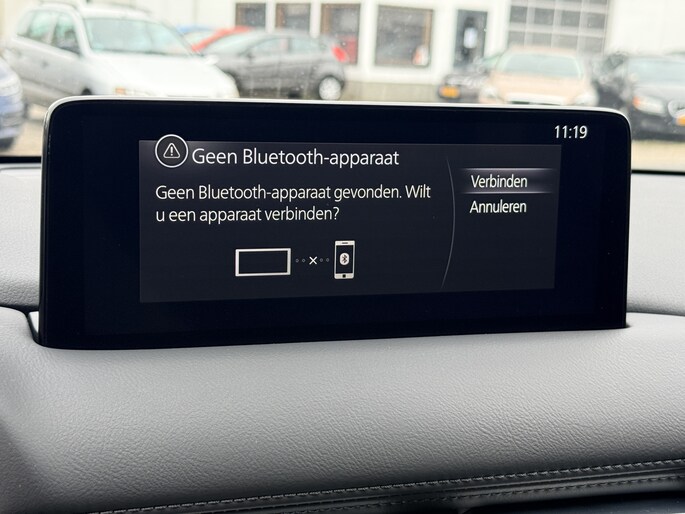 11:19
Geen Bluetooth-apparaat
Geen Bluetooth-apparaat gevonden. Wilt
u een apparaat verbinden?
Verbinden
Annuleren